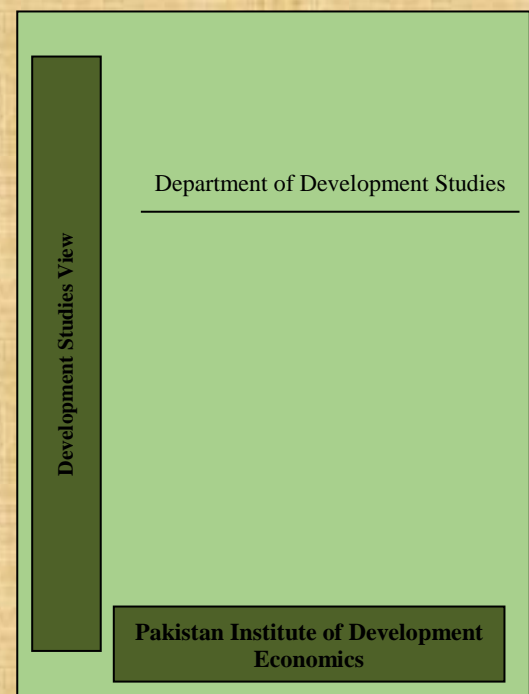 Department of Development Studies
Development Studies View
Pakistan Institute of Development
Economics